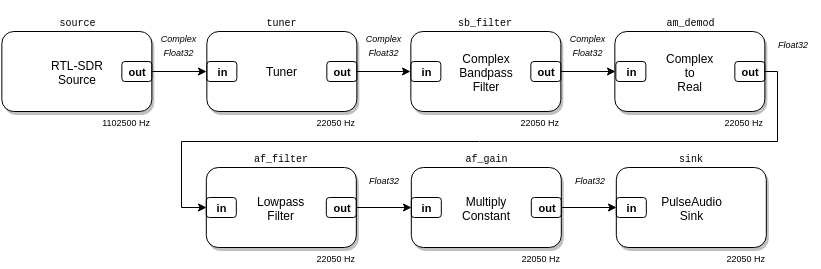 source
tuner
sb_filter
am_demod
RTL-SDR
Source
out
Complex
Float32
in
Tuner
out
Complex
Float32
in
Complex
Bandpass
Filter
out
Complex
Float32
in
Complex
to
Real
out
Float32
1102500 Hz
22050 Hz
22050 Hz
22050 Hz
af_filter
af_gain
sink
in
Lowpass
Filter
out
Float32
in
Multiply
Constant
out
Float32
in
PulseAudio
Sink
22050 Hz
22050 Hz
22050 Hz